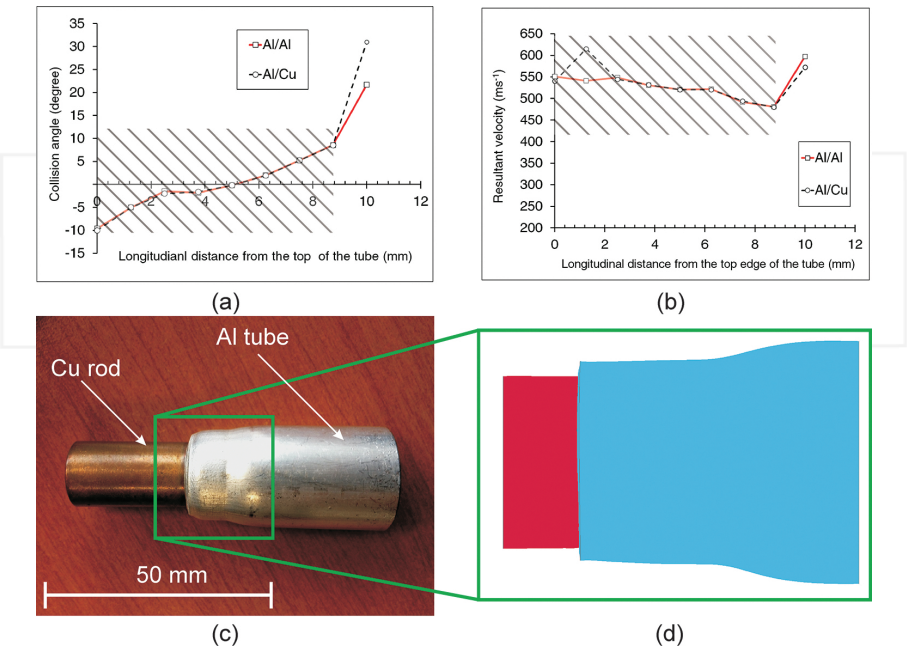 35
30
25
20
15
10
5
-5
-10
-15
0 2 4 6 8 10 12
Collision angle (degree)
Al/Al
Al/Cu
Longitudianl distance from the top of the tube (mm)
(a)
650
600
550
500
450
400
350
300
250
200
0 2 4 6 8 10 12
Resultant velocity (ms-1)
Al/Al
Al/Cu
Longitudinal distance from the top edge of the tube (mm)
(b)
Al tube
Cu rod
50 mm
(c)
(d)